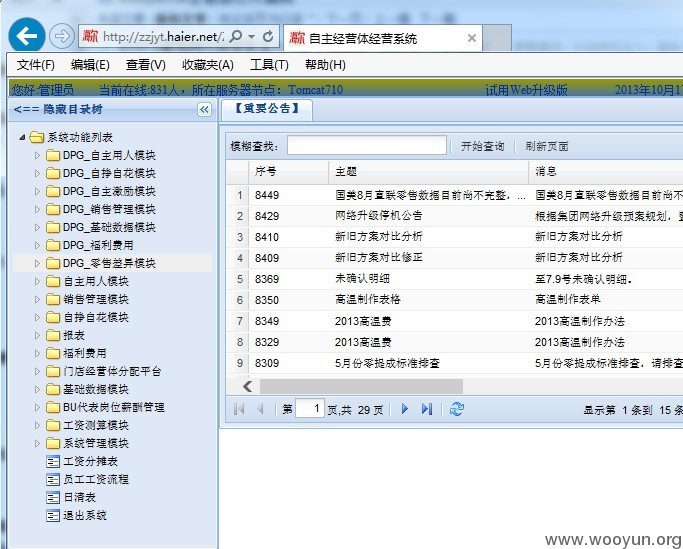 http://zzjyt.haier.net/
自主经营体经营系统
文件(F) 编辑(E) 查看(V) 收藏夹(A) 工具(T) 帮助(H)
您好:管理员 当前在线:831人，所在服务器节点：Tomcat710 试用Web升级版 2013年10月1
<== 隐藏目录树
【重要公告】
系统功能列表
DPG_自主用人模块
DPG_自挣自花模块
DPG_自主激励模块
DPG_销售管理模块
DPG_基础数据模块
DPG_福利费用
DPG_零售差异模块
自主用人模块
销售管理模块
自挣自花模块
报表
福利费用
门店经营体分配平台
基础数据模块
BU代表岗位薪酬管理
工资测算模块
系统管理模块
工资分摊表
员工工资流程
日清表
退出系统
模糊查找： 开始查询 刷新页面
序号 主题 消息
1 8449 国美8月直联零售数据目前尚不完整，... 国美8月直联零售数据目前尚不
2 8429 网络升级停机公告 根据集团网络升级预案规划，
3 8410 新旧方案对比分析 新旧方案对比分析
4 8409 新旧方案对比修正 新旧方案对比分析
5 8369 未确认明细 至7.9号未确认明细。
6 8350 高温制作表格 高温制作表单
7 8349 2013高温费 2013高温制作办法
8 8329 2013高温费 2013高温制作办法
9 8309 5月份零提成标准排查 5月份零提成标准排查，请排查
第 1 页,共 29 页 显示第 1条到 15条
www.wooyun.org